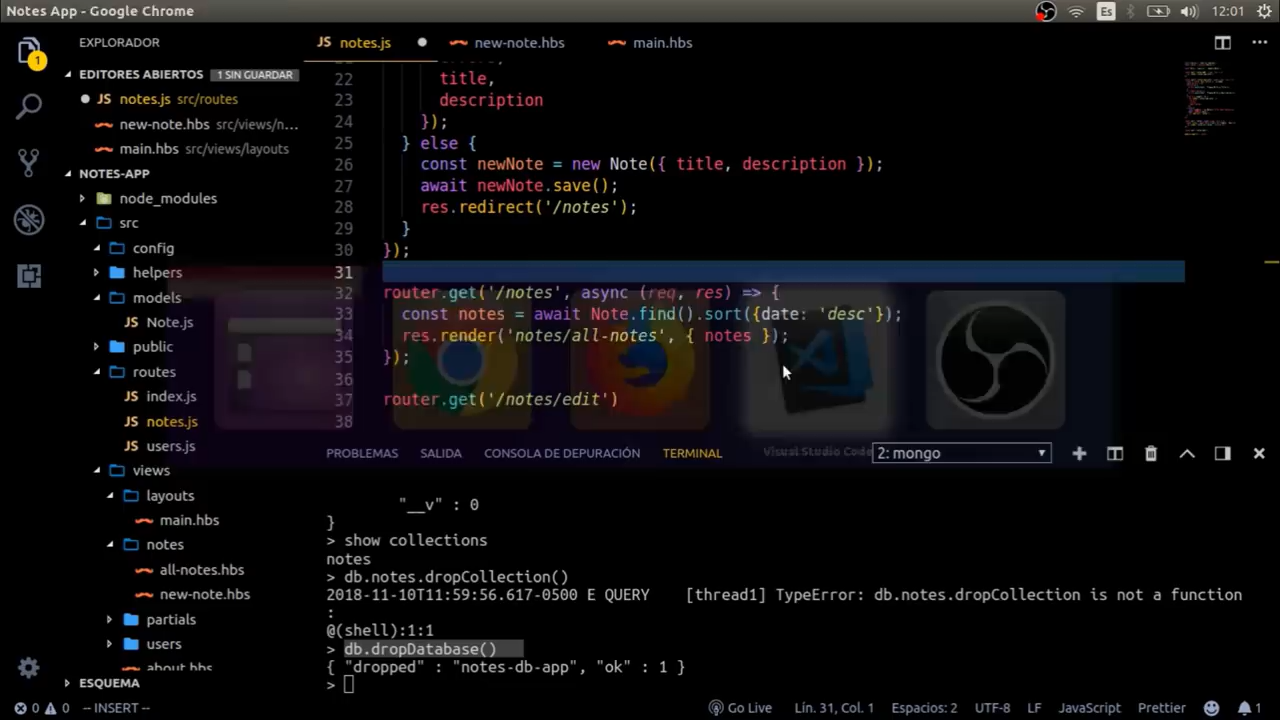 Notes App - Google Chrome
Es
12:01
EXPLORADOR
EDITORES ABIERTOS 1 SIN GUARDAR
notes.js src/routes
new-note.hbs src/views/n...
main.hbs src/views/layouts
NOTES-APP
node_modules
src
config
helpers
models
Note.js
public
routes
index.js
notes.js
users.js
views
layouts
main.hbs
notes
all-notes.hbs
new-note.hbs
partials
users
about.hbs
ESQUEMA
JS notes.js
new-note.hbs
main.hbs
22 title,
23 description
24 });
25 } else {
26 const newNote = new Note({ title, description });
27 await newNote.save();
28 res.redirect('/notes');
29 }
30 });
31
32 router.get('/notes', async (req, res) => {
33 const notes = await Note.find().sort({date: 'desc'});
34 res.render('notes/all-notes', { notes });
35 });
36
37 router.get('/notes/edit')
38
Visual Studio Code
PROBLEMAS SALIDA CONSOLA DE DEPURACIÓN TERMINAL 2: mongo
"__v" : 0
}
> show collections
notes
> db.notes.dropCollection()
2018-11-10T11:59:56.617-0500 E QUERY [thread1] TypeError: db.notes.dropCollection is not a function
:
@(shell):1:1
> db.dropDatabase()
{ "dropped" : "notes-db-app", "ok" : 1 }
>
0 0 -- INSERT -- Go Live Lín. 31, Col. 1 Espacios: 2 UTF-8 LF JavaScript Prettier 1